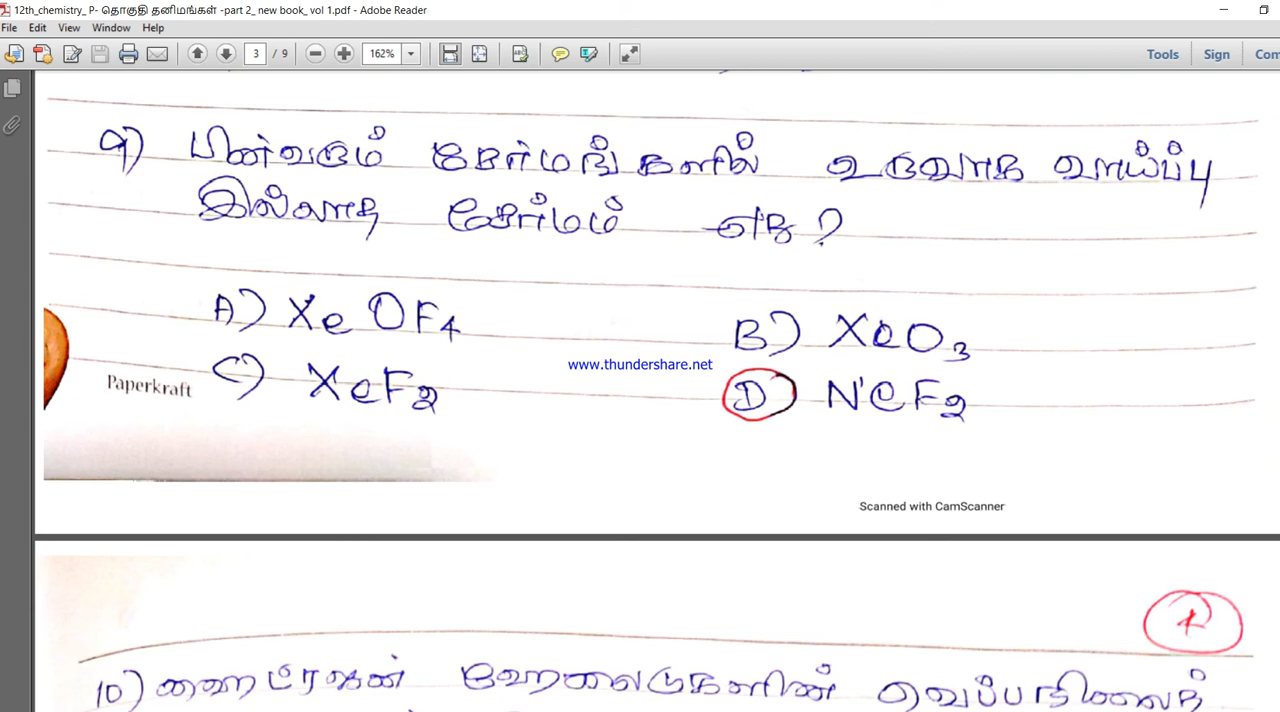 12th_chemistry_ P- தொகுதி தனிமங்கள் -part 2_ new book_ vol 1.pdf - Adobe Reader
File Edit View Window Help
3 / 9 162% Tools Sign Com
9) பின்வரும் சேர்மங்களில் உருவாக வாய்ப்பு
இல்லாத சேர்மம் எது?
A) XeOF4 B) XeO3
www.thundershare.net
Paperkraft C) XeF2 D) NeF2
Scanned with CamScanner
10) ஹைட்ரஜன் ஹேலைடுகளின் வெப்பநிலைத்